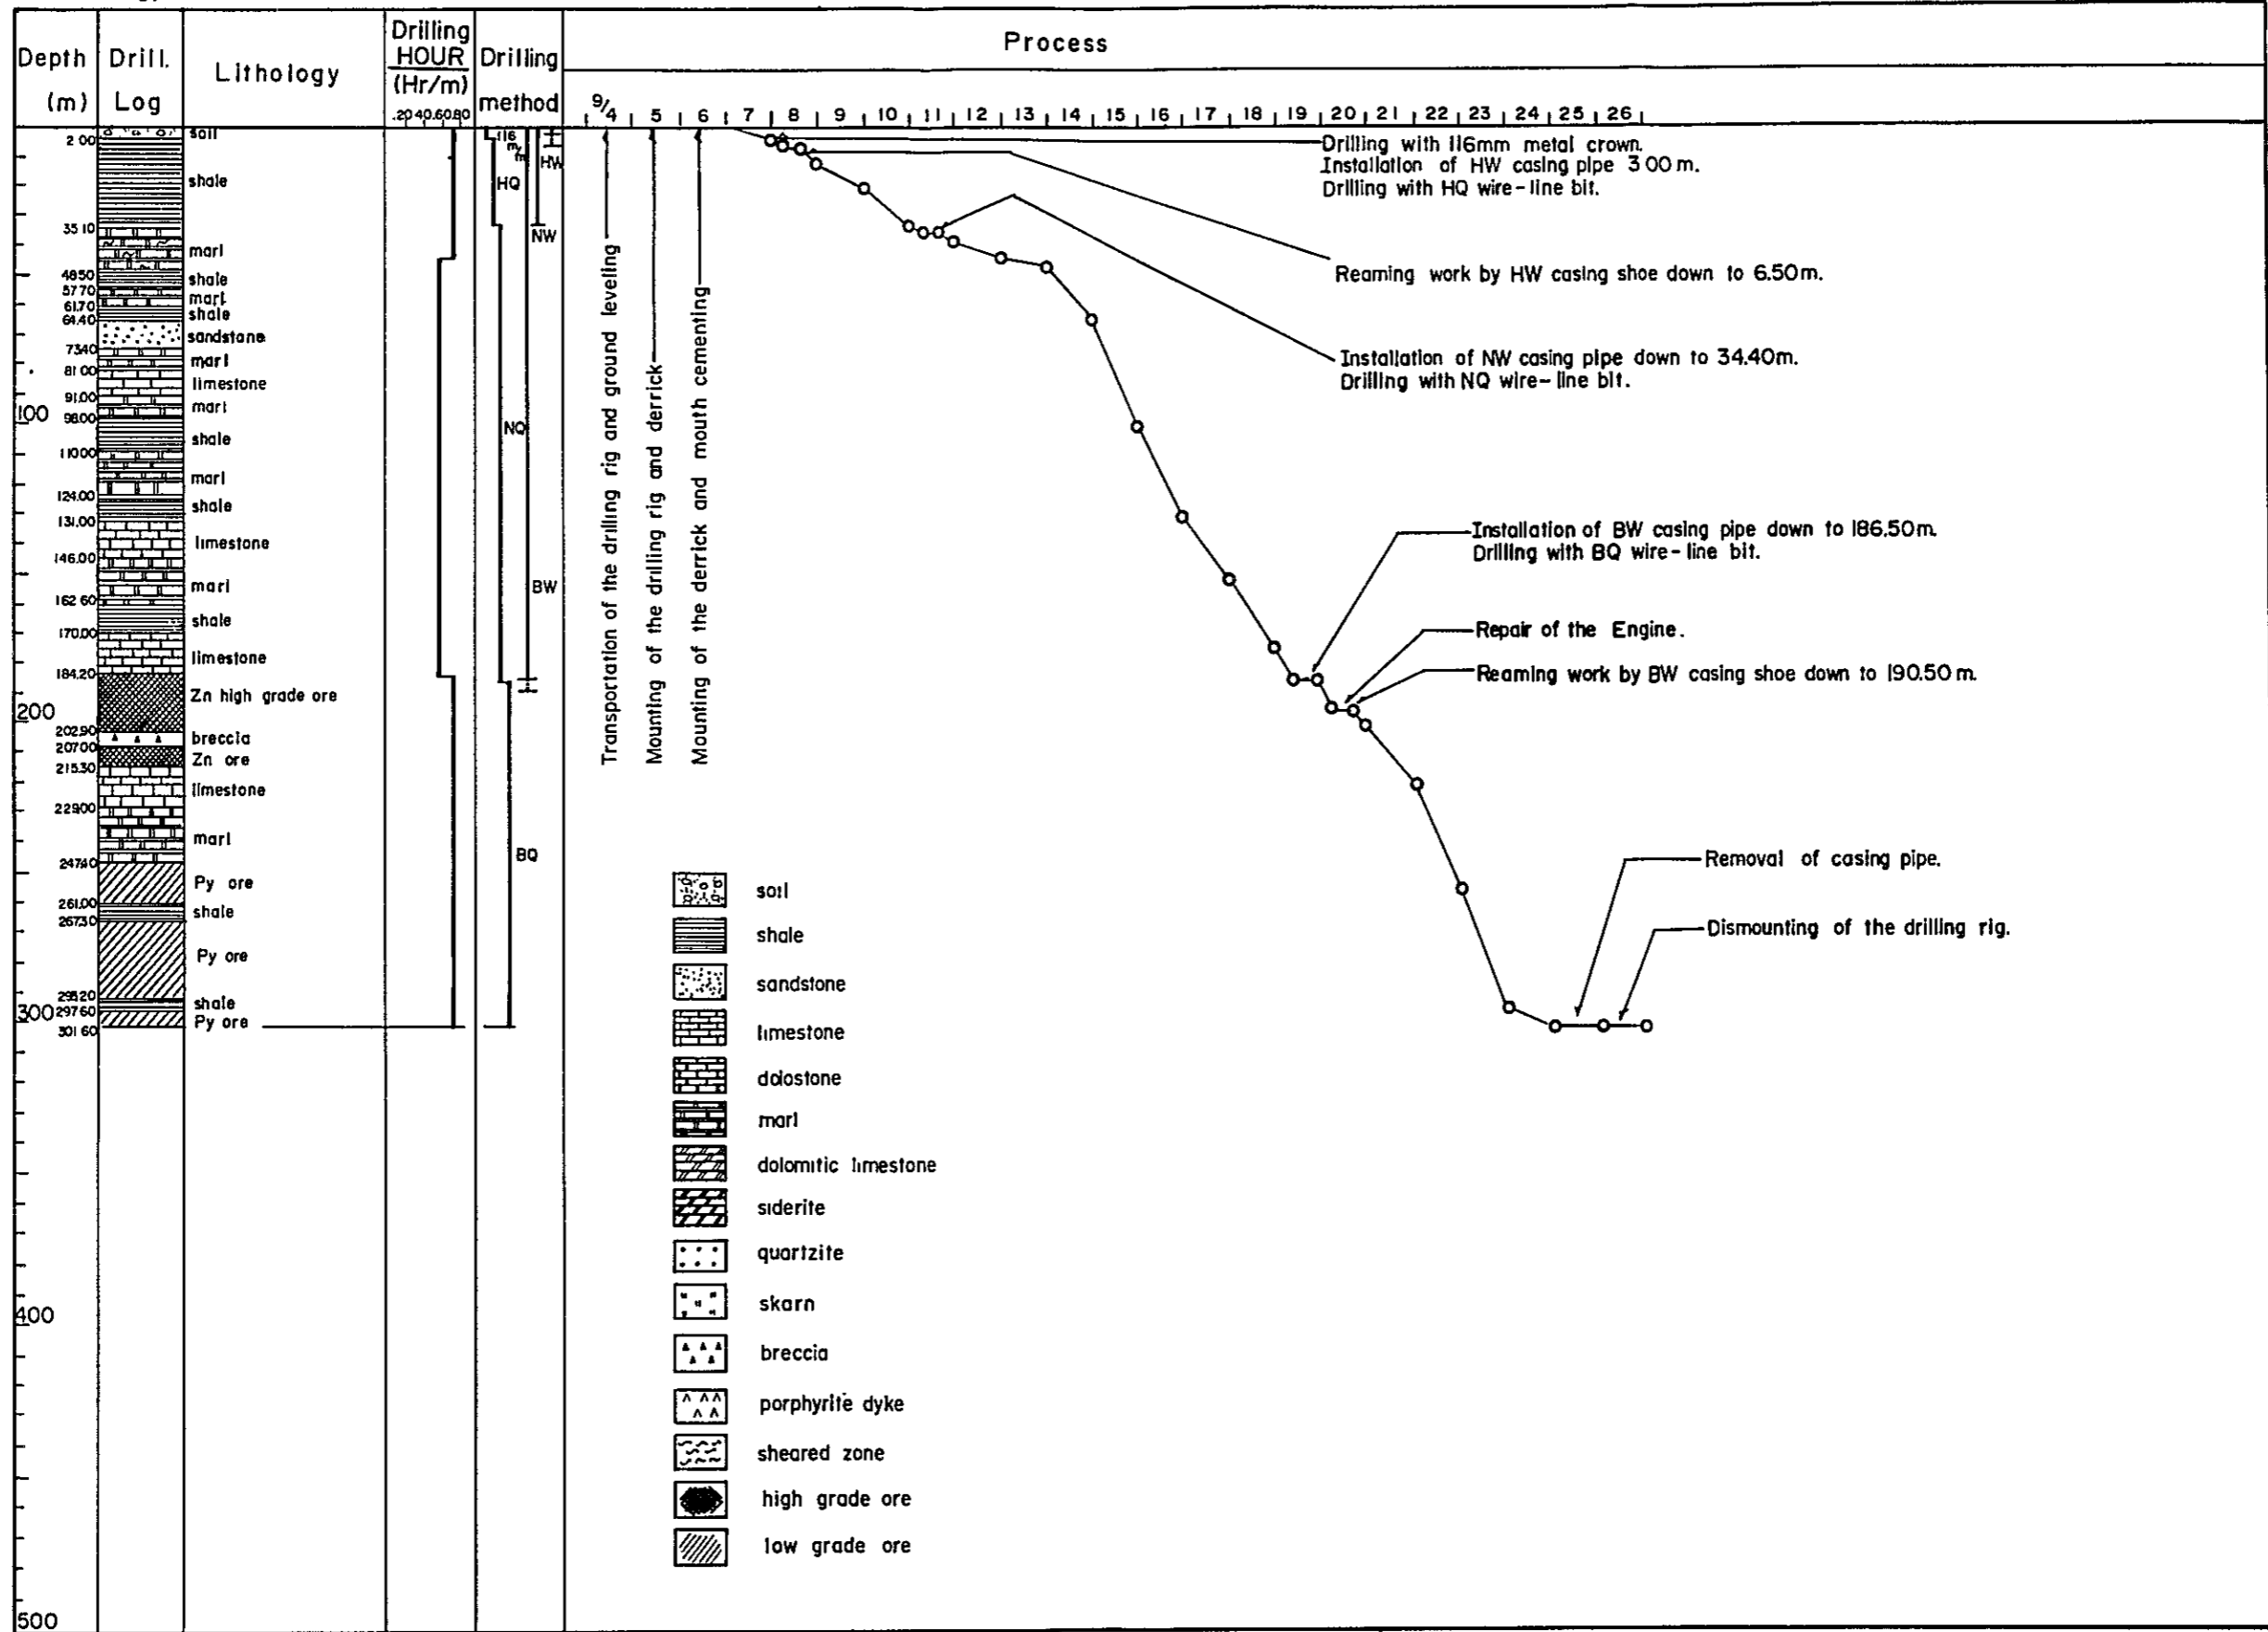 Process
Depth
(m)
Drill.
Log
Lithology
Drilling
HOUR
(Hr/m)
.20 .40 .60 .80
Drilling
method
9/4 5 6 7 8 9 10 11 12 13 14 15 16 17 18 19 20 21 22 23 24 25 26
2 00
35 10
48 50
57 70
61.70
64.40
73.40
81 00
91.00
100
98.00
110.00
124.00
131.00
146.00
162 60
170.00
184.20
200
202.90
207.00
215.30
229.00
247.40
261.00
267.30
300
297 60
301 60
400
500
soil
shale
marl
shale
marl
shale
sandstone
marl
limestone
marl
shale
marl
shale
limestone
marl
shale
limestone
Zn high grade ore
breccia
Zn ore
limestone
marl
Py ore
shale
Py ore
shale
Py ore
116
m/m
HQ
HW
NW
NQ
BW
BQ
Transportation of the drilling rig and ground leveling
Mounting of the drilling rig and derrick
Mounting of the derrick and mouth cementing
Drilling with 116mm metal crown.
Installation of HW casing pipe 3 00 m.
Drilling with HQ wire-line bit.
Reaming work by HW casing shoe down to 6.50m.
Installation of NW casing pipe down to 34.40m.
Drilling with NQ wire-line bit.
Installation of BW casing pipe down to 186.50m.
Drilling with BQ wire-line bit.
Repair of the Engine.
Reaming work by BW casing shoe down to 190.50 m.
Removal of casing pipe.
Dismounting of the drilling rig.
soil
shale
sandstone
limestone
dolostone
marl
dolomitic limestone
siderite
quartzite
skarn
breccia
porphyrite dyke
sheared zone
high grade ore
low grade ore